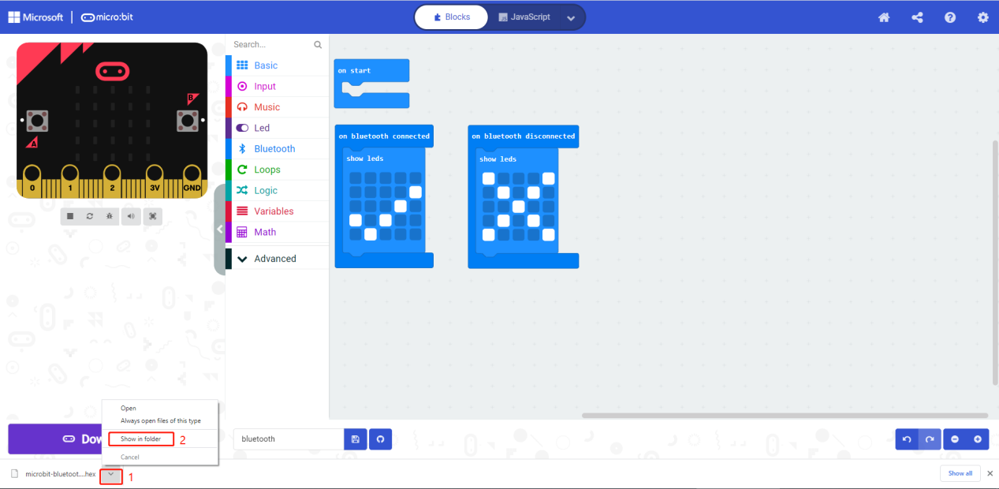 Microsoft | micro:bit
Blocks
JavaScript
Search...
Basic
Input
Music
Led
Bluetooth
Loops
Logic
Variables
Math
Advanced
B
A
0 1 2 3V GND
on start
on bluetooth connected
show leds
on bluetooth disconnected
show leds
Open
Always open files of this type
Show in folder 2
Cancel
bluetooth
microbit-bluetoot....hex
1
Show all